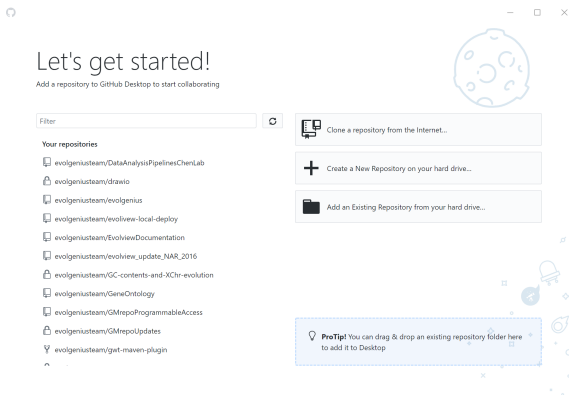 Let's get started!
Add a repository to GitHub Desktop to start collaborating
Filter
Your repositories
evolgeniusteam/DataAnalysisPipelinesChenLab
evolgeniusteam/drawio
evolgeniusteam/evolgenius
evolgeniusteam/evolivew-local-deploy
evolgeniusteam/EvolviewDocumentation
evolgeniusteam/evolview_update_NAR_2016
evolgeniusteam/GC-contents-and-XChr-evolution
evolgeniusteam/GeneOntology
evolgeniusteam/GMrepoProgrammableAccess
evolgeniusteam/GMrepoUpdates
evolgeniusteam/gwt-maven-plugin
Clone a repository from the Internet...
Create a New Repository on your hard drive...
Add an Existing Repository from your hard drive...
ProTip! You can drag & drop an existing repository folder here
to add it to Desktop